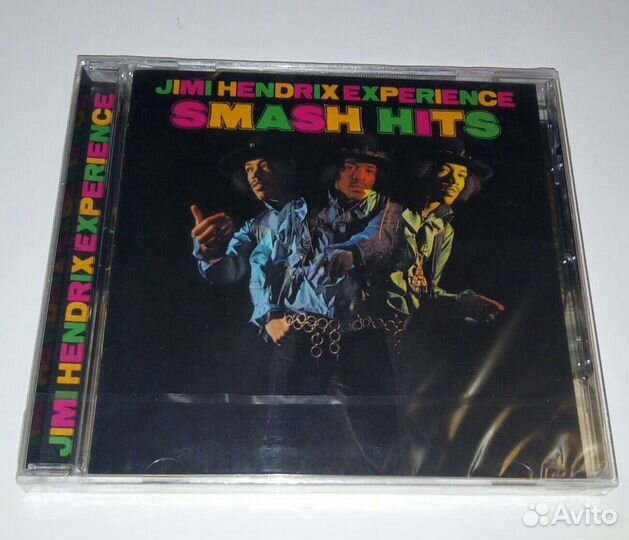 JIMI HENDRIX EXPERIENCE
SMASH HITS
JIMI HENDRIX EXPERIENCE
Avito